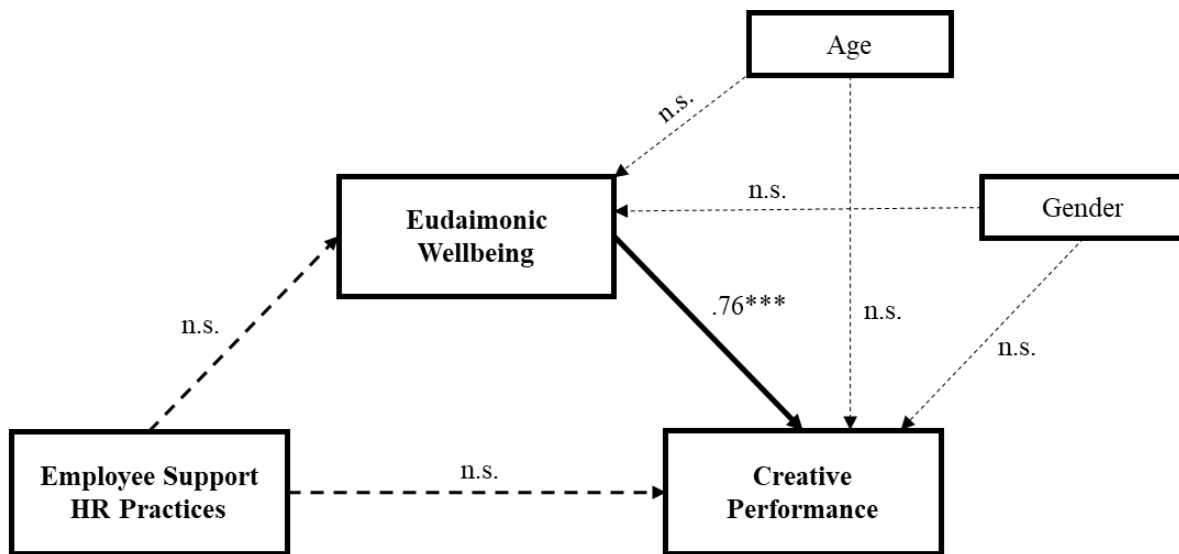 Age
n.s.
n.s.
Gender
Eudaimonic
Wellbeing
.76***
n.s.
n.s.
n.s.
n.s.
Employee Support
HR Practices
Creative
Performance